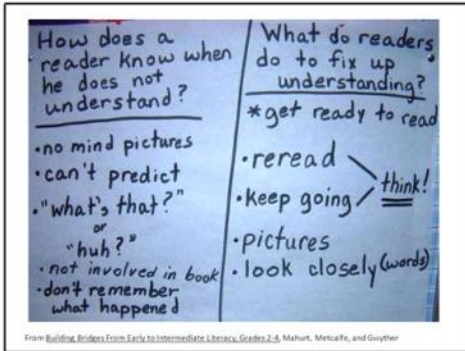 How does a
reader know when
he does not
understand?
• no mind pictures
• can't predict
• "what's that?"
or
"huh?"
• not involved in book
• don't remember
what happened
What do readers
do to fix up
understanding?
* get ready to read
• reread
• keep going
think!
• pictures
• look closely (words)
From Building Bridges From Early to Intermediate Literacy, Grades 2-4, Mahurt, Metcalfe, and Gwyther